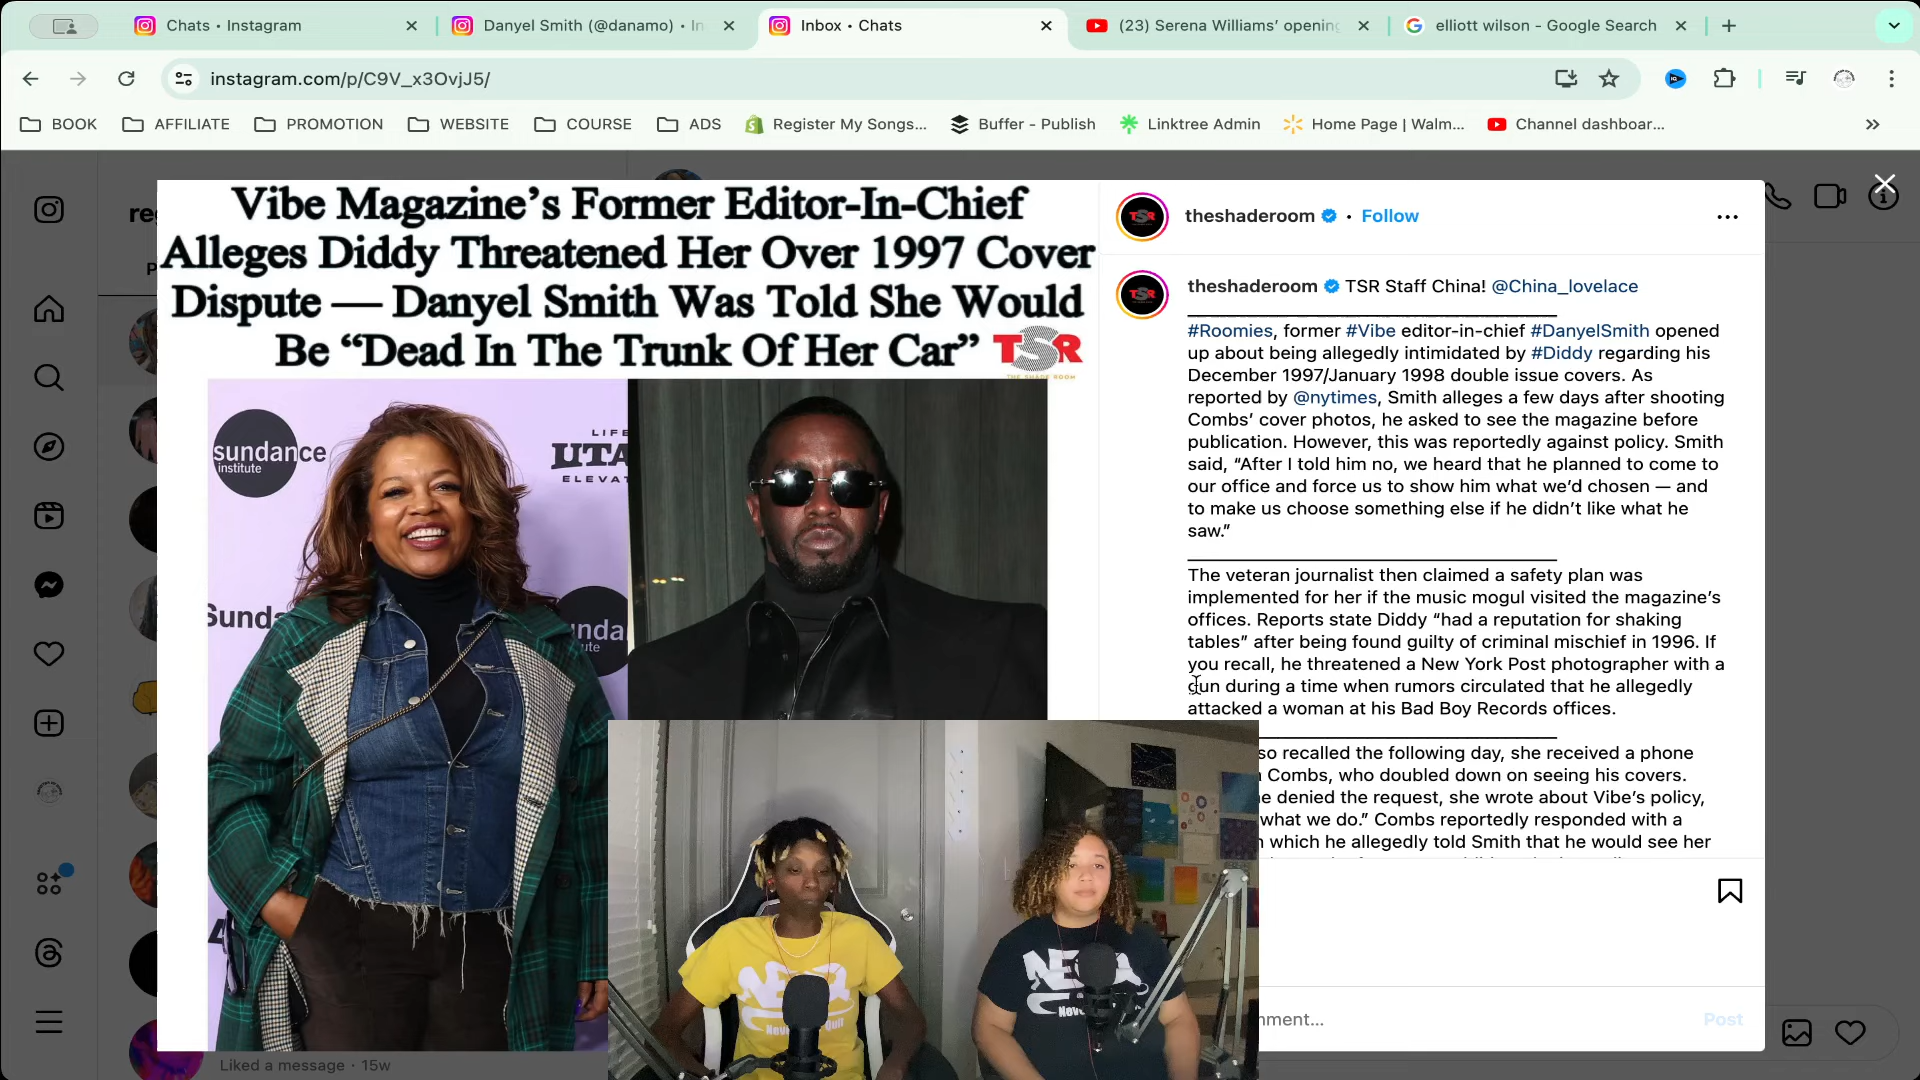 Chats • Instagram
Danyel Smith (@danamo) • In
Inbox • Chats
(23) Serena Williams’ opening
elliott wilson - Google Search
instagram.com/p/C9V_x3OvjJ5/
BOOK
AFFILIATE
PROMOTION
WEBSITE
COURSE
ADS
Register My Songs...
Buffer - Publish
Linktree Admin
Home Page | Walm...
Channel dashboar...
Vibe Magazine’s Former Editor-In-Chief
Alleges Diddy Threatened Her Over 1997 Cover
Dispute — Danyel Smith Was Told She Would
Be “Dead In The Trunk Of Her Car”
TSR
THE SHADE ROOM
sundance
institute
LIFE
UTA
ELEVAT
Sund
unda
ute
theshaderoom • Follow
theshaderoom TSR Staff China! @China_lovelace
#Roomies, former #Vibe editor-in-chief #DanyelSmith opened
up about being allegedly intimidated by #Diddy regarding his
December 1997/January 1998 double issue covers. As
reported by @nytimes, Smith alleges a few days after shooting
Combs’ cover photos, he asked to see the magazine before
publication. However, this was reportedly against policy. Smith
said, “After I told him no, we heard that he planned to come to
our office and force us to show him what we’d chosen — and
to make us choose something else if he didn’t like what he
saw.”
The veteran journalist then claimed a safety plan was
implemented for her if the music mogul visited the magazine’s
offices. Reports state Diddy “had a reputation for shaking
tables” after being found guilty of criminal mischief in 1996. If
you recall, he threatened a New York Post photographer with a
gun during a time when rumors circulated that he allegedly
attacked a woman at his Bad Boy Records offices.
so recalled the following day, she received a phone
Combs, who doubled down on seeing his covers.
e denied the request, she wrote about Vibe’s policy,
what we do.” Combs reportedly responded with a
which he allegedly told Smith that he would see her
mment...
Post
Liked a message · 15w